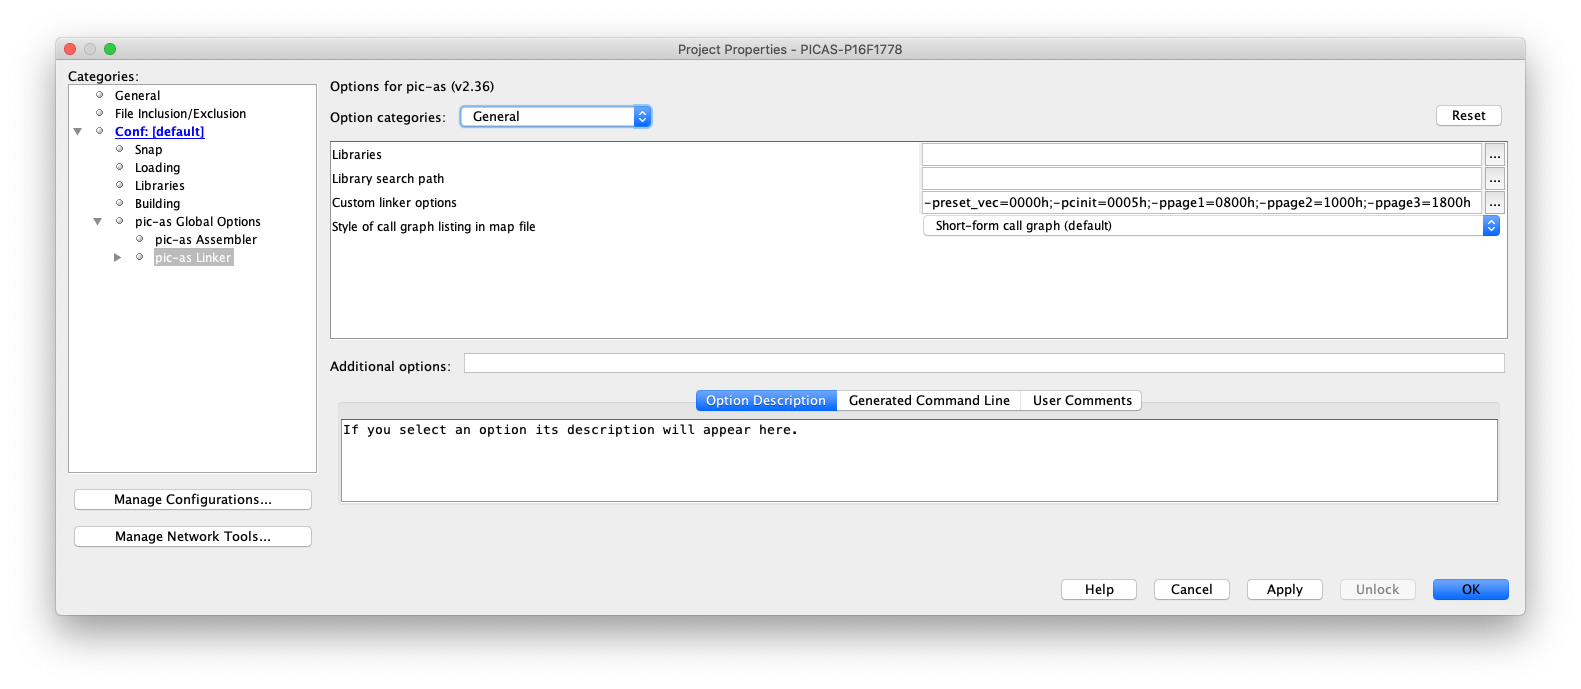 Project Properties - PICAS-P16F1778
Categories:
General
File Inclusion/Exclusion
Conf: [default]
Snap
Loading
Libraries
Building
pic-as Global Options
pic-as Assembler
pic-as Linker
Manage Configurations...
Manage Network Tools...
Options for pic-as (v2.36)
Option categories: General
Reset
Libraries ...
Library search path ...
Custom linker options -preset_vec=0000h;-pcinit=0005h;-ppage1=0800h;-ppage2=1000h;-ppage3=1800h ...
Style of call graph listing in map file Short-form call graph (default)
Additional options:
Option Description Generated Command Line User Comments
If you select an option its description will appear here.
Help Cancel Apply Unlock OK